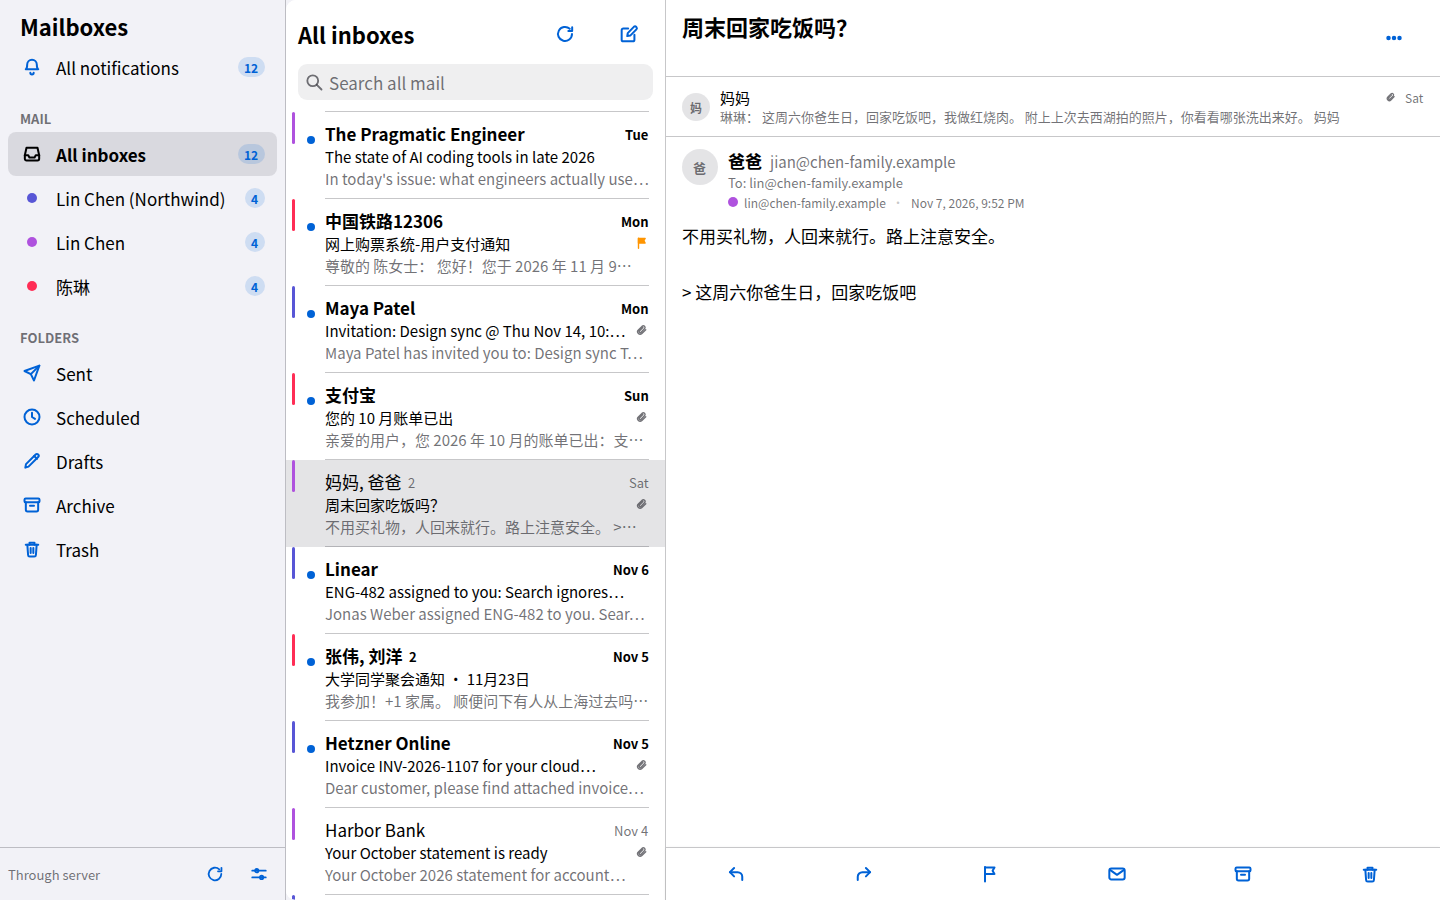 Mailboxes
All notifications 12
MAIL
All inboxes 12
Lin Chen (Northwind) 4
Lin Chen 4
陈琳 4
FOLDERS
Sent
Scheduled
Drafts
Archive
Trash
Through server
All inboxes
Search all mail
The Pragmatic Engineer Tue
The state of AI coding tools in late 2026
In today's issue: what engineers actually use…
中国铁路12306 Mon
网上购票系统-用户支付通知
尊敬的 陈女士： 您好！您于 2026 年 11 月 9…
Maya Patel Mon
Invitation: Design sync @ Thu Nov 14, 10:…
Maya Patel has invited you to: Design sync T…
支付宝 Sun
您的 10 月账单已出
亲爱的用户，您 2026 年 10 月的账单已出：支…
妈妈, 爸爸 2 Sat
周末回家吃饭吗？
不用买礼物，人回来就行。路上注意安全。 >…
Linear Nov 6
ENG-482 assigned to you: Search ignores…
Jonas Weber assigned ENG-482 to you. Sear…
张伟, 刘洋 2 Nov 5
大学同学聚会通知 · 11月23日
我参加！+1 家属。 顺便问下有人从上海过去吗…
Hetzner Online Nov 5
Invoice INV-2026-1107 for your cloud…
Dear customer, please find attached invoice…
Harbor Bank Nov 4
Your October statement is ready
Your October 2026 statement for account…
周末回家吃饭吗？
妈 妈妈 Sat
琳琳： 这周六你爸生日，回家吃饭吧，我做红烧肉。 附上上次去西湖拍的照片，你看看哪张洗出来好。 妈妈
爸 爸爸 jian@chen-family.example
To: lin@chen-family.example
lin@chen-family.example · Nov 7, 2026, 9:52 PM
不用买礼物，人回来就行。路上注意安全。
> 这周六你爸生日，回家吃饭吧